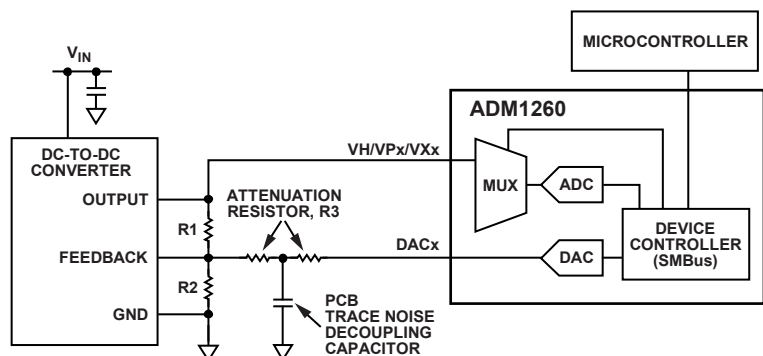 MICROCONTROLLER
VIN
ADM1260
DC-TO-DC
CONVERTER
VH/VPx/VXx
MUX
ADC
OUTPUT
ATTENUATION
RESISTOR, R3
R1
FEEDBACK
DACx
DAC
DEVICE
CONTROLLER
(SMBus)
R2
GND
PCB
TRACE NOISE
DECOUPLING
CAPACITOR